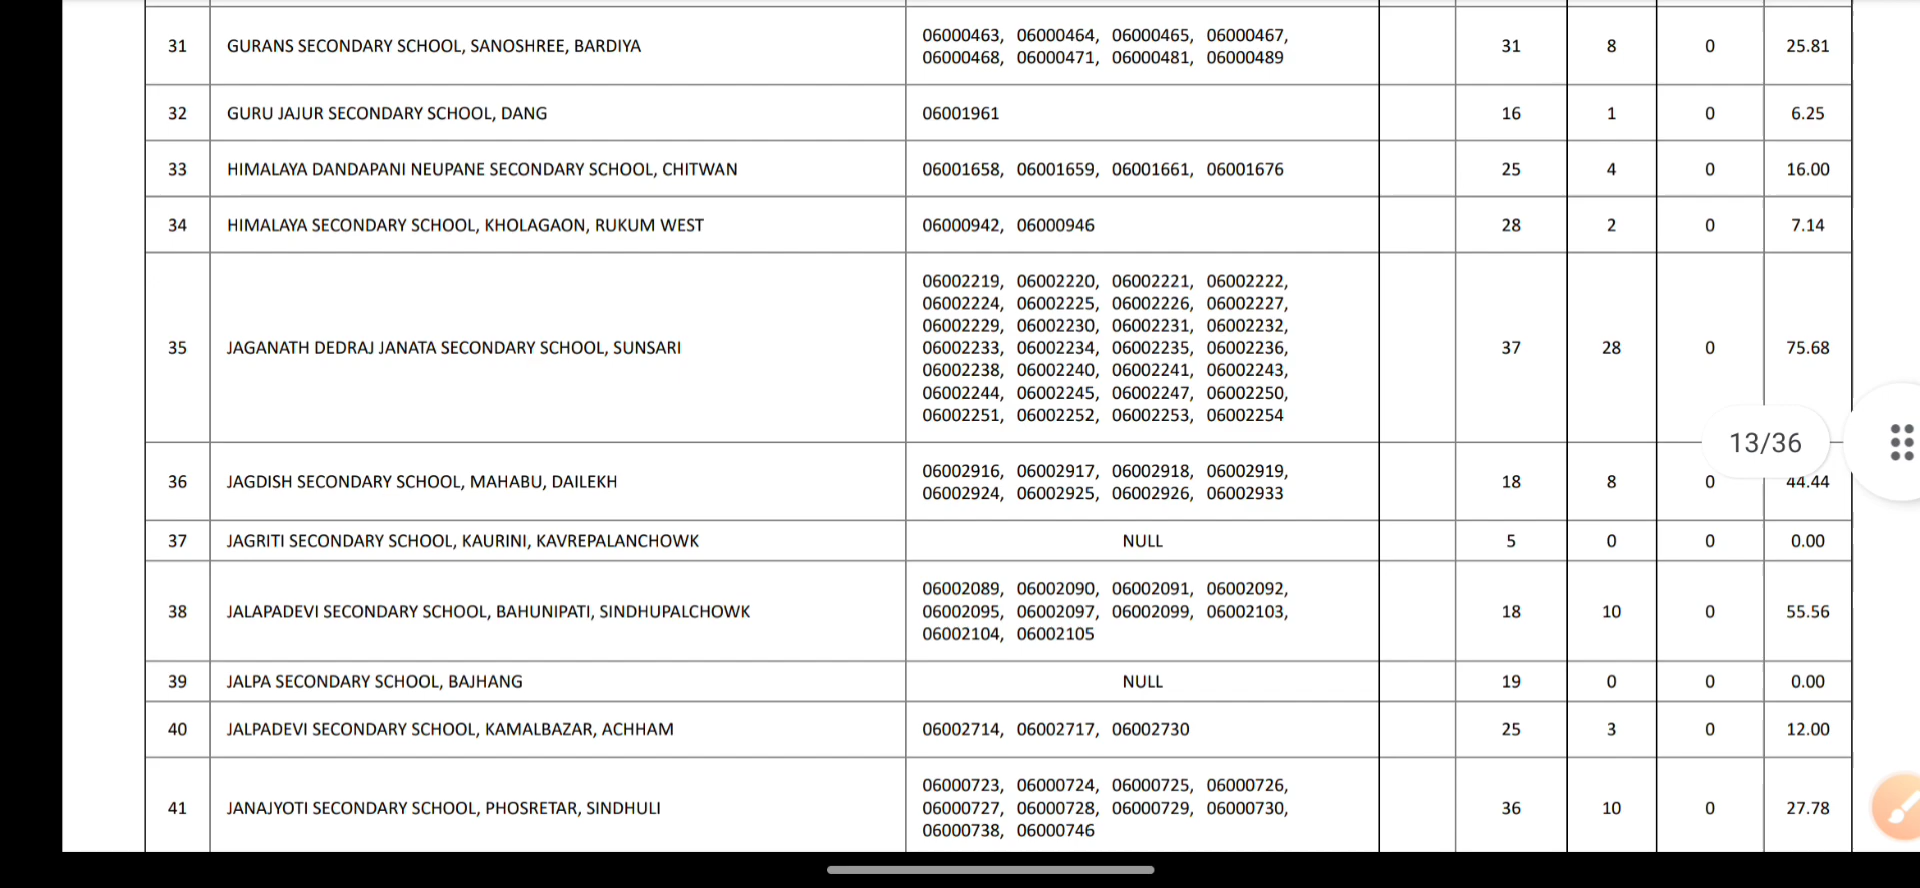 31 GURANS SECONDARY SCHOOL, SANOSHREE, BARDIYA 06000463, 06000464, 06000465, 06000467, 31 8 0 25.81
06000468, 06000471, 06000481, 06000489
32 GURU JAJUR SECONDARY SCHOOL, DANG 06001961 16 1 0 6.25
33 HIMALAYA DANDAPANI NEUPANE SECONDARY SCHOOL, CHITWAN 06001658, 06001659, 06001661, 06001676 25 4 0 16.00
34 HIMALAYA SECONDARY SCHOOL, KHOLAGAON, RUKUM WEST 06000942, 06000946 28 2 0 7.14
06002219, 06002220, 06002221, 06002222,
06002224, 06002225, 06002226, 06002227,
06002229, 06002230, 06002231, 06002232,
35 JAGANATH DEDRAJ JANATA SECONDARY SCHOOL, SUNSARI 06002233, 06002234, 06002235, 06002236, 37 28 0 75.68
06002238, 06002240, 06002241, 06002243,
06002244, 06002245, 06002247, 06002250,
06002251, 06002252, 06002253, 06002254
13/36
36 JAGDISH SECONDARY SCHOOL, MAHABU, DAILEKH 06002916, 06002917, 06002918, 06002919, 18 8 0 44.44
06002924, 06002925, 06002926, 06002933
37 JAGRITI SECONDARY SCHOOL, KAURINI, KAVREPALANCHOWK NULL 5 0 0 0.00
06002089, 06002090, 06002091, 06002092,
38 JALAPADEVI SECONDARY SCHOOL, BAHUNIPATI, SINDHUPALCHOWK 06002095, 06002097, 06002099, 06002103, 18 10 0 55.56
06002104, 06002105
39 JALPA SECONDARY SCHOOL, BAJHANG NULL 19 0 0 0.00
40 JALPADEVI SECONDARY SCHOOL, KAMALBAZAR, ACHHAM 06002714, 06002717, 06002730 25 3 0 12.00
06000723, 06000724, 06000725, 06000726,
41 JANAJYOTI SECONDARY SCHOOL, PHOSRETAR, SINDHULI 06000727, 06000728, 06000729, 06000730, 36 10 0 27.78
06000738, 06000746